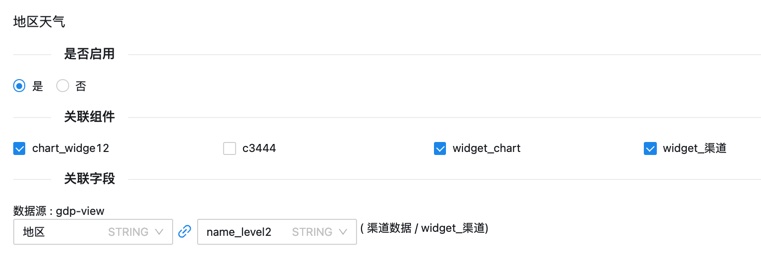 地区天气
是否启用
是 否
关联组件
chart_widge12 c3444 widget_chart widget_渠道
关联字段
数据源 : gdp-view
地区 STRING name_level2 STRING ( 渠道数据 / widget_渠道)